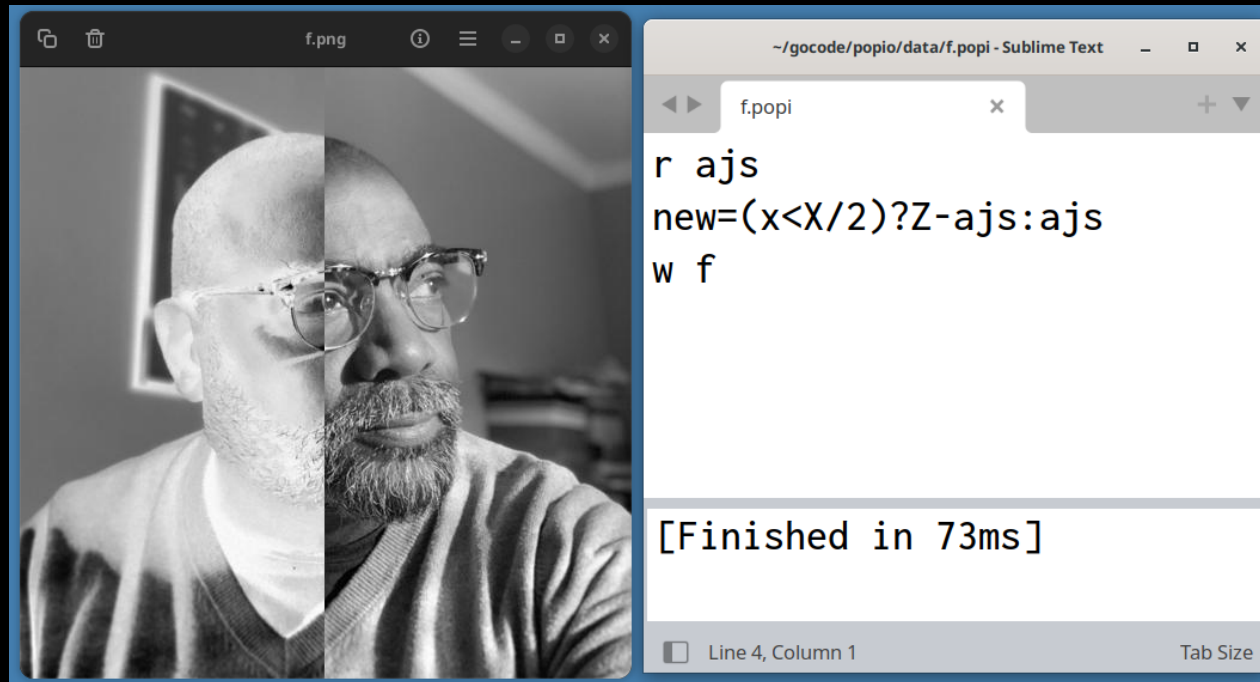 f.png
~/gocode/popio/data/f.popi - Sublime Text
f.popi
r ajs
new=(x<X/2)?Z-ajs:ajs
w f
[Finished in 73ms]
Line 4, Column 1
Tab Size